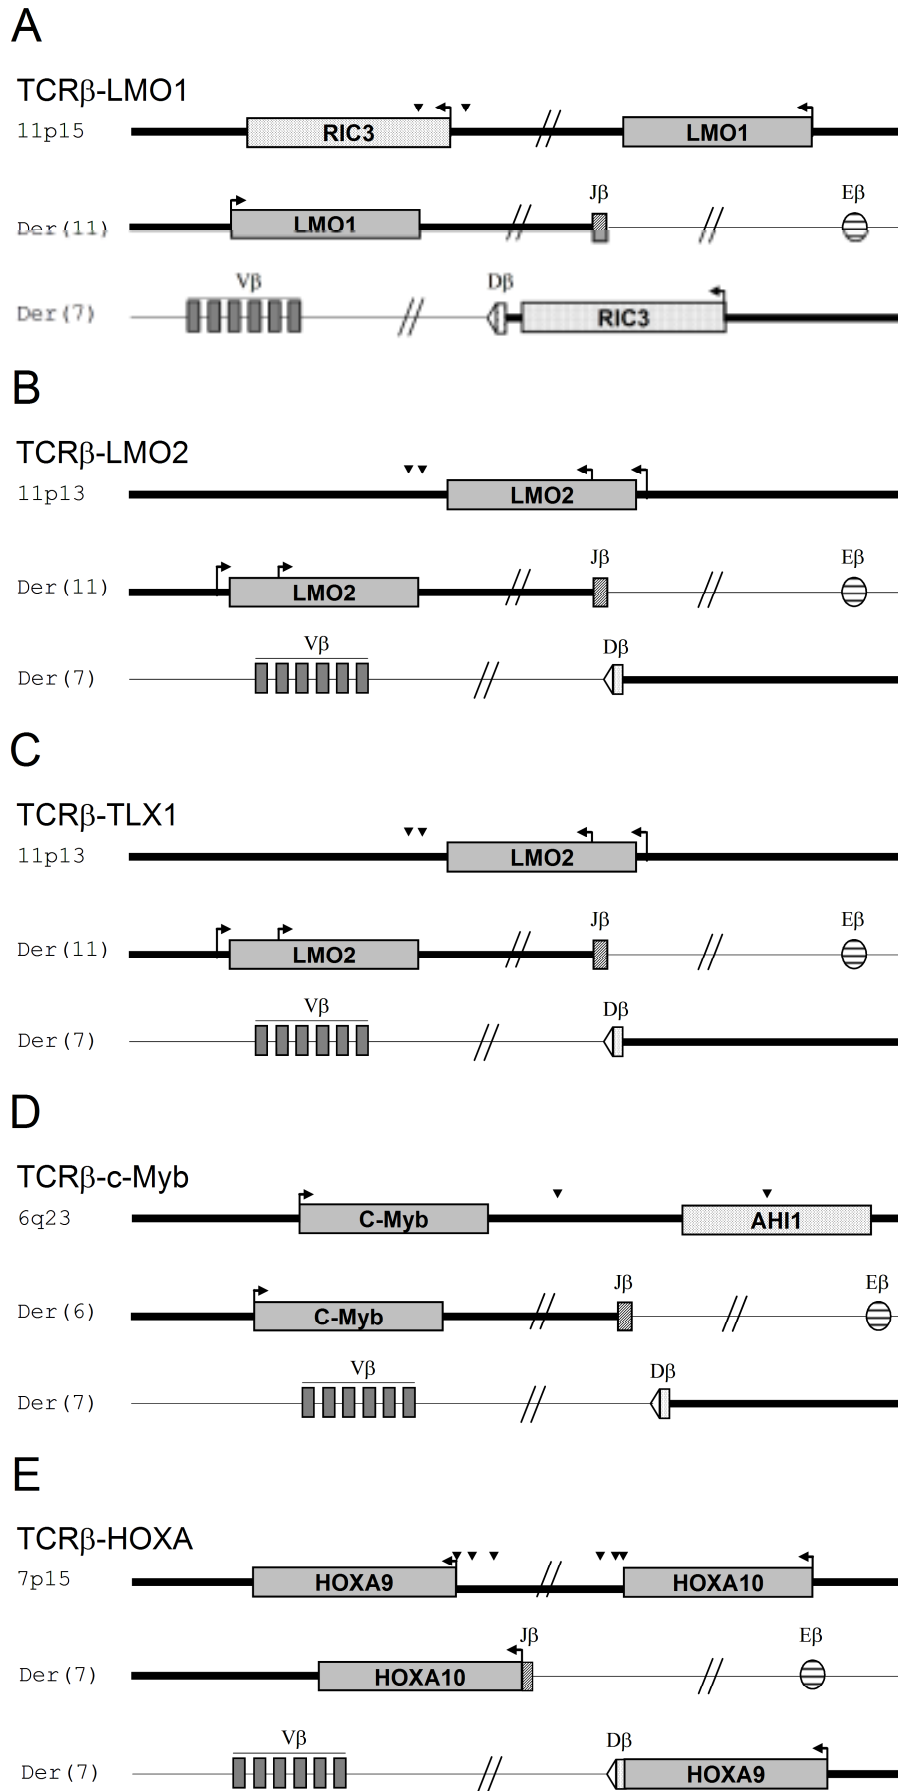 A
TCRβ-LMO1
11p15
RIC3
LMO1
Jβ
Eβ
Der(11)
LMO1
Vβ
Dβ
Der(7)
RIC3
B
TCRβ-LMO2
11p13
LMO2
Jβ
Eβ
Der(11)
LMO2
Vβ
Dβ
Der(7)
C
TCRβ-TLX1
11p13
LMO2
Jβ
Eβ
Der(11)
LMO2
Vβ
Dβ
Der(7)
D
TCRβ-c-Myb
6q23
C-Myb
AHI1
Jβ
Eβ
Der(6)
C-Myb
Vβ
Dβ
Der(7)
E
TCRβ-HOXA
7p15
HOXA9
HOXA10
Jβ
Eβ
Der(7)
HOXA10
Vβ
Dβ
Der(7)
HOXA9